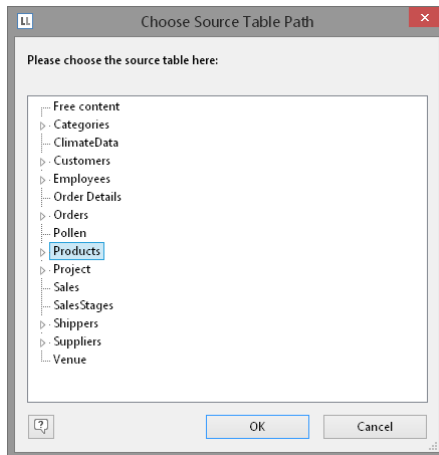 LL Choose Source Table Path ×
Please choose the source table here:
Free content
Categories
ClimateData
Customers
Employees
Order Details
Orders
Pollen
Products
Project
Sales
SalesStages
Shippers
Suppliers
Venue
? OK Cancel